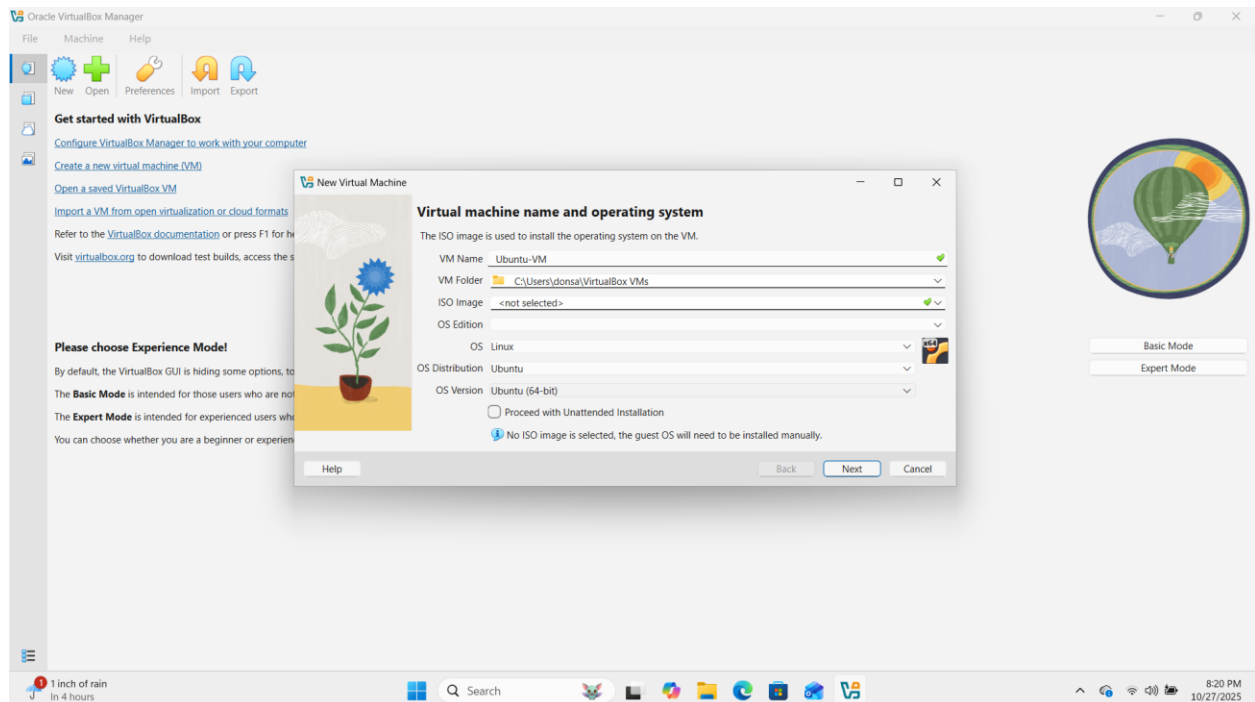 Oracle VirtualBox Manager
File Machine Help
New Open Preferences Import Export
Get started with VirtualBox
Configure VirtualBox Manager to work with your computer
Create a new virtual machine (VM)
Open a saved VirtualBox VM
Import a VM from open virtualization or cloud formats
Refer to the VirtualBox documentation or press F1 for h
Visit virtualbox.org to download test builds, access the s
Please choose Experience Mode!
By default, the VirtualBox GUI is hiding some options, to
The Basic Mode is intended for those users who are not
The Expert Mode is intended for experienced users who
You can choose whether you are a beginner or experien
New Virtual Machine
Virtual machine name and operating system
The ISO image is used to install the operating system on the VM.
VM Name Ubuntu-VM
VM Folder C:\Users\donsa\VirtualBox VMs
ISO Image <not selected>
OS Edition
OS Linux
x64
OS Distribution Ubuntu
OS Version Ubuntu (64-bit)
Proceed with Unattended Installation
No ISO image is selected, the guest OS will need to be installed manually.
Help Back Next Cancel
Basic Mode
Expert Mode
1
1 inch of rain
In 4 hours
Search
8:20 PM
10/27/2025